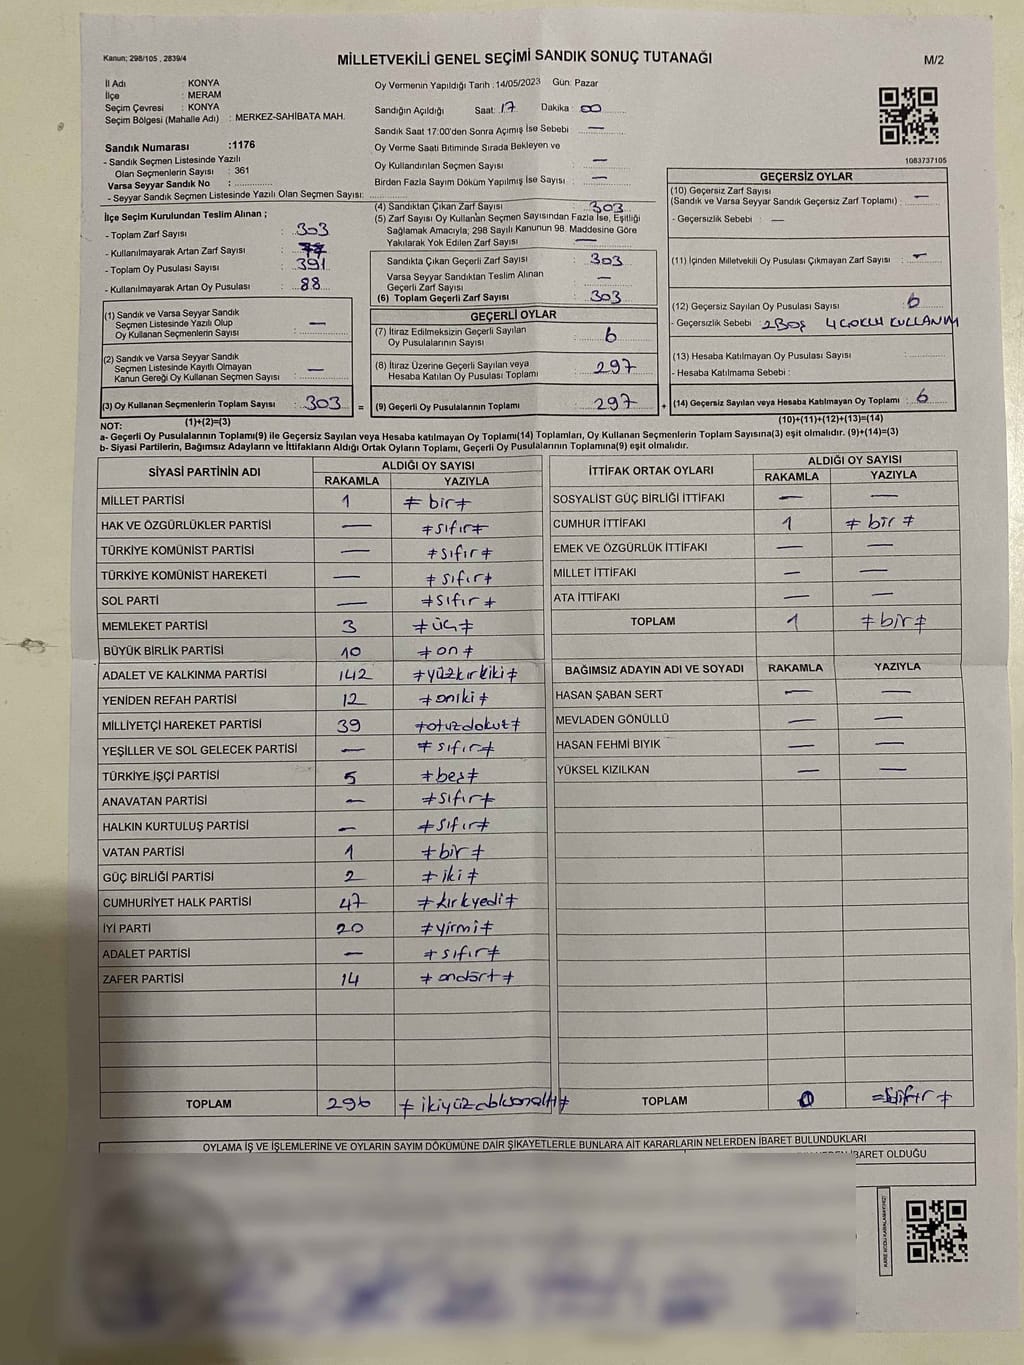 Kanun; 298/105 , 2839/4
MİLLETVEKİLİ GENEL SEÇİMİ SANDIK SONUÇ TUTANAĞI
M/2
İl Adı : KONYA
İlçe : MERAM
Seçim Çevresi : KONYA
Seçim Bölgesi (Mahalle Adı) : MERKEZ-SAHİBATA MAH.
Sandık Numarası :1176
- Sandık Seçmen Listesinde Yazılı
Olan Seçmenlerin Sayısı : 361
Varsa Seyyar Sandık No :
- Seyyar Sandık Seçmen Listesinde Yazılı Olan Seçmen Sayısı:
Oy Vermenin Yapıldığı Tarih : 14/05/2023 Gün: Pazar
Sandığın Açıldığı Saat: 17 Dakika : 00
Sandık Saat 17:00'den Sonra Açımış İse Sebebi : —
Oy Verme Saati Bitiminde Sırada Bekleyen ve
Oy Kullandırılan Seçmen Sayısı : —
Birden Fazla Sayım Döküm Yapılmış İse Sayısı : —
1083737105
İlçe Seçim Kurulundan Teslim Alınan ;
- Toplam Zarf Sayısı : 303
- Kullanılmayarak Artan Zarf Sayısı :
- Toplam Oy Pusulası Sayısı : 391
- Kullanılmayarak Artan Oy Pusulası : 88
(1) Sandık ve Varsa Seyyar Sandık
Seçmen Listesinde Yazılı Olup
Oy Kullanan Seçmenlerin Sayısı : —
(2) Sandık ve Varsa Seyyar Sandık
Seçmen Listesinde Kayıtlı Olmayan
Kanun Gereği Oy Kullanan Seçmen Sayısı : —
(3) Oy Kullanan Seçmenlerin Toplam Sayısı : 303 =
(1)+(2)=(3)
(4) Sandıktan Çıkan Zarf Sayısı : 303
(5) Zarf Sayısı Oy Kullanan Seçmen Sayısından Fazla İse, Eşitliği
Sağlamak Amacıyla; 298 Sayılı Kanunun 98. Maddesine Göre
Yakılarak Yok Edilen Zarf Sayısı : —
Sandıkta Çıkan Geçerli Zarf Sayısı : 303
Varsa Seyyar Sandıktan Teslim Alınan
Geçerli Zarf Sayısı : —
(6) Toplam Geçerli Zarf Sayısı : 303
GEÇERLİ OYLAR
(7) İtiraz Edilmeksizin Geçerli Sayılan
Oy Pusulalarının Sayısı : 6
(8) İtiraz Üzerine Geçerli Sayılan veya
Hesaba Katılan Oy Pusulası Toplamı : 297
(9) Geçerli Oy Pusulalarının Toplamı : 297 +
GEÇERSİZ OYLAR
(10) Geçersiz Zarf Sayısı
(Sandık ve Varsa Seyyar Sandık Geçersiz Zarf Toplamı) : —
- Geçersizlik Sebebi : —
(11) İçinden Milletvekili Oy Pusulası Çıkmayan Zarf Sayısı : —
(12) Geçersiz Sayılan Oy Pusulası Sayısı : 6
- Geçersizlik Sebebi : 2 BOŞ 4 ÇOKLU KULLANIM
(13) Hesaba Katılmayan Oy Pusulası Sayısı :
- Hesaba Katılmama Sebebi :
(14) Geçersiz Sayılan veya Hesaba Katılmayan Oy Toplamı : 6
(10)+(11)+(12)+(13)=(14)
NOT:
a- Geçerli Oy Pusulalarının Toplamı(9) ile Geçersiz Sayılan veya Hesaba katılmayan Oy Toplamı(14) Toplamları, Oy Kullanan Seçmenlerin Toplam Sayısına(3) eşit olmalıdır. (9)+(14)=(3)
b- Siyasi Partilerin, Bağımsız Adayların ve İttifakların Aldığı Ortak Oyların Toplamı, Geçerli Oy Pusulalarının Toplamına(9) eşit olmalıdır.
SİYASİ PARTİNİN ADI ALDIĞI OY SAYISI
RAKAMLA YAZIYLA
MİLLET PARTİSİ 1 ≠ bir ≠
HAK VE ÖZGÜRLÜKLER PARTİSİ — ≠ sıfır ≠
TÜRKİYE KOMÜNİST PARTİSİ — ≠ sıfır ≠
TÜRKİYE KOMÜNİST HAREKETİ — ≠ sıfır ≠
SOL PARTİ — ≠ sıfır ≠
MEMLEKET PARTİSİ 3 ≠ üç ≠
BÜYÜK BİRLİK PARTİSİ 10 ≠ on ≠
ADALET VE KALKINMA PARTİSİ 142 ≠ yüzkırkiki ≠
YENİDEN REFAH PARTİSİ 12 ≠ oniki ≠
MİLLİYETÇİ HAREKET PARTİSİ 39 ≠ otuzdokuz ≠
YEŞİLLER VE SOL GELECEK PARTİSİ — ≠ sıfır ≠
TÜRKİYE İŞÇİ PARTİSİ 5 ≠ beş ≠
ANAVATAN PARTİSİ — ≠ sıfır ≠
HALKIN KURTULUŞ PARTİSİ — ≠ sıfır ≠
VATAN PARTİSİ 1 ≠ bir ≠
GÜÇ BİRLİĞİ PARTİSİ 2 ≠ iki ≠
CUMHURİYET HALK PARTİSİ 47 ≠ kırkyedi ≠
İYİ PARTİ 20 ≠ yirmi ≠
ADALET PARTİSİ — ≠ sıfır ≠
ZAFER PARTİSİ 14 ≠ ondört ≠
TOPLAM 296 ≠ ikiyüzdoksanaltı ≠
İTTİFAK ORTAK OYLARI ALDIĞI OY SAYISI
RAKAMLA YAZIYLA
SOSYALİST GÜÇ BİRLİĞİ İTTİFAKI — —
CUMHUR İTTİFAKI 1 ≠ bir ≠
EMEK VE ÖZGÜRLÜK İTTİFAKI — —
MİLLET İTTİFAKI — —
ATA İTTİFAKI — —
TOPLAM 1 ≠ bir ≠
BAĞIMSIZ ADAYIN ADI VE SOYADI RAKAMLA YAZIYLA
HASAN ŞABAN SERT — —
MEVLADEN GÖNÜLLÜ — —
HASAN FEHMİ BIYIK — —
YÜKSEL KIZILKAN — —
TOPLAM ≠ sıfır ≠
OYLAMA İŞ VE İŞLEMLERİNE VE OYLARIN SAYIM DÖKÜMÜNE DAİR ŞİKAYETLERLE BUNLARA AİT KARARLARIN NELERDEN İBARET BULUNDUKLARI
İBARET OLDUĞU